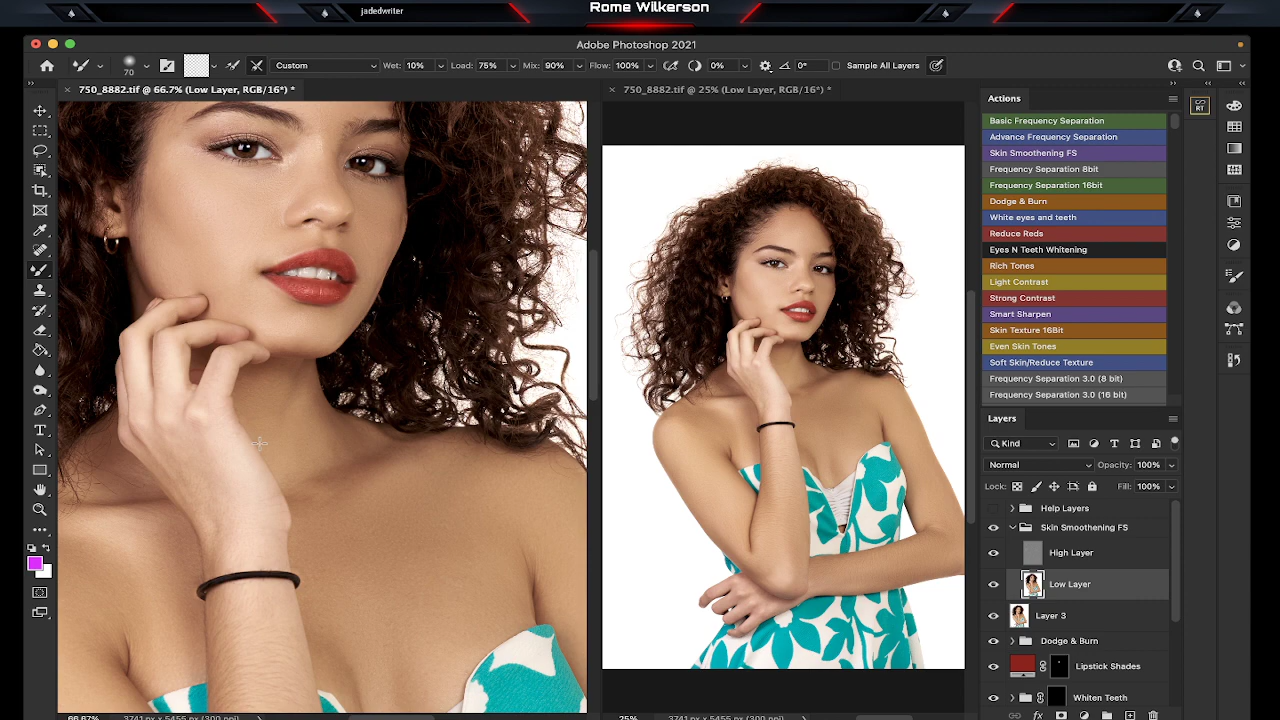 Rome Wilkerson
jadedwriter
Adobe Photoshop 2021
70
Custom Wet: 10% Load: 75% Mix: 90% Flow: 100% 0% 0° Sample All Layers
750_8882.tif @ 66.7% (Low Layer, RGB/16*) *
750_8882.tif @ 25% (Low Layer, RGB/16*) *
Actions
RT
Basic Frequency Separation
Advance Frequency Separation
Skin Smoothening FS
Frequency Separation 8bit
Frequency Separation 16bit
Dodge & Burn
White eyes and teeth
Reduce Reds
Eyes N Teeth Whitening
Rich Tones
Light Contrast
Strong Contrast
Smart Sharpen
Skin Texture 16Bit
Even Skin Tones
Soft Skin/Reduce Texture
Frequency Separation 3.0 (8 bit)
Frequency Separation 3.0 (16 bit)
Layers
Kind
Normal Opacity: 100%
Lock: Fill: 100%
Help Layers
Skin Smoothening FS
High Layer
Low Layer
Layer 3
Dodge & Burn
Lipstick Shades
Whiten Teeth
fx
66.67% 3741 px x 5455 px (300 ppi)
25% 3741 px x 5455 px (300 ppi)